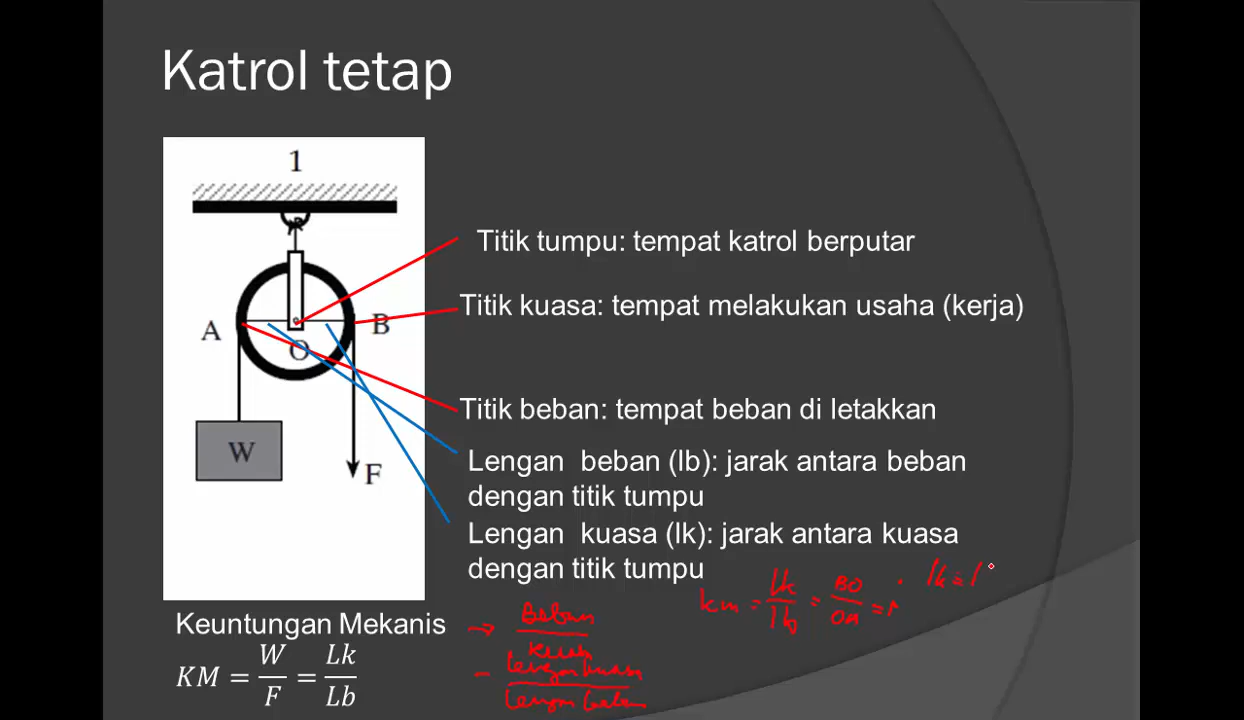 Katrol tetap
1
Titik tumpu: tempat katrol berputar
Titik kuasa: tempat melakukan usaha (kerja)
A
B
O
Titik beban: tempat beban di letakkan
W
F
Lengan beban (lb): jarak antara beban
dengan titik tumpu
Lengan kuasa (lk): jarak antara kuasa
dengan titik tumpu
km = lk/lb = BO/OA = 1 . lk = l
Keuntungan Mekanis
→ Beban/kuasa
KM = W/F = Lk/Lb
- lengan kuasa/lengan beban